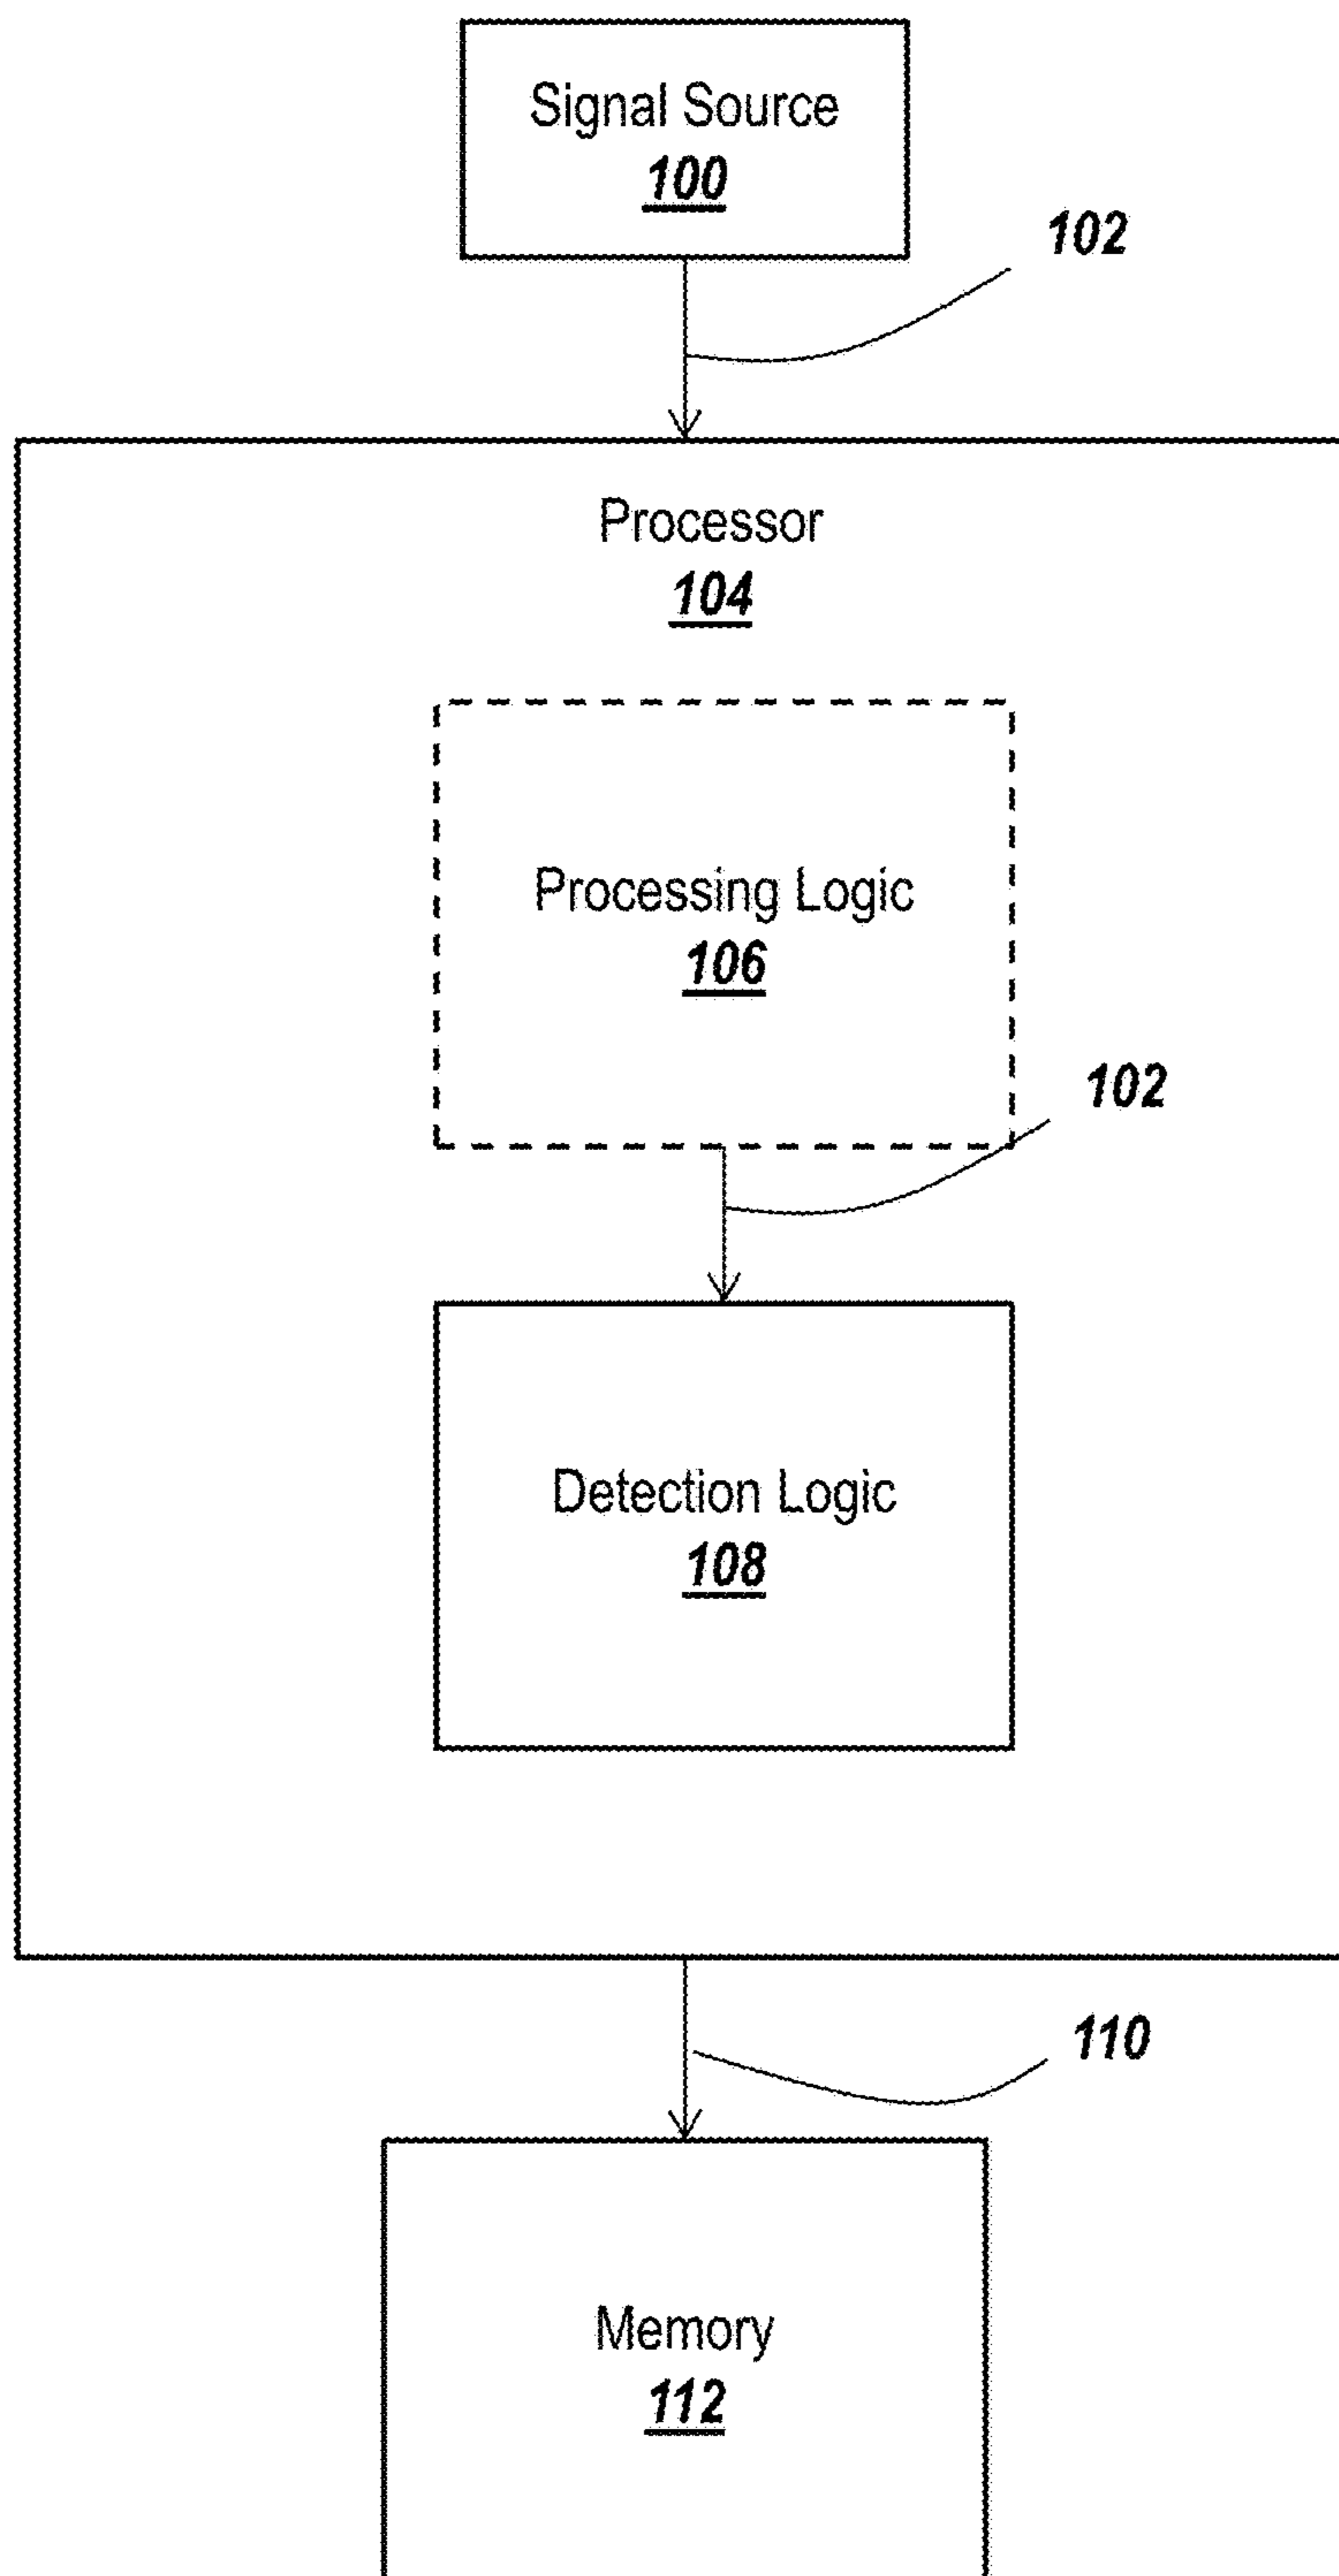 Signal Source
100
102
Processor
104
Processing Logic
106
102
Detection Logic
108
110
Memory
112